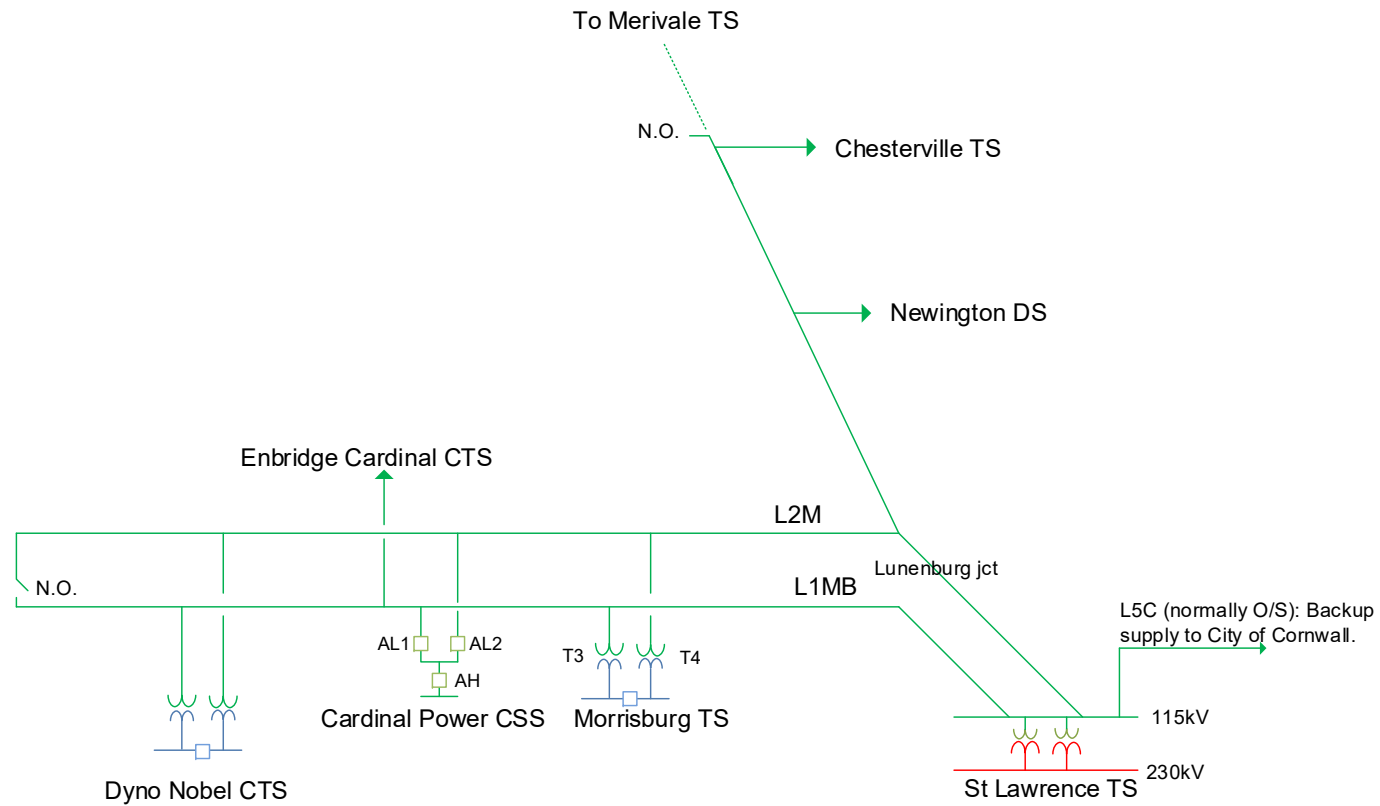 To Merivale TS
N.O.
Chesterville TS
Newington DS
Enbridge Cardinal CTS
L2M
Lunenburg jct
N.O.
L1MB
L5C (normally O/S): Backup
supply to City of Cornwall.
AL1
AL2
T3
T4
AH
Cardinal Power CSS
Morrisburg TS
115kV
230kV
St Lawrence TS
Dyno Nobel CTS